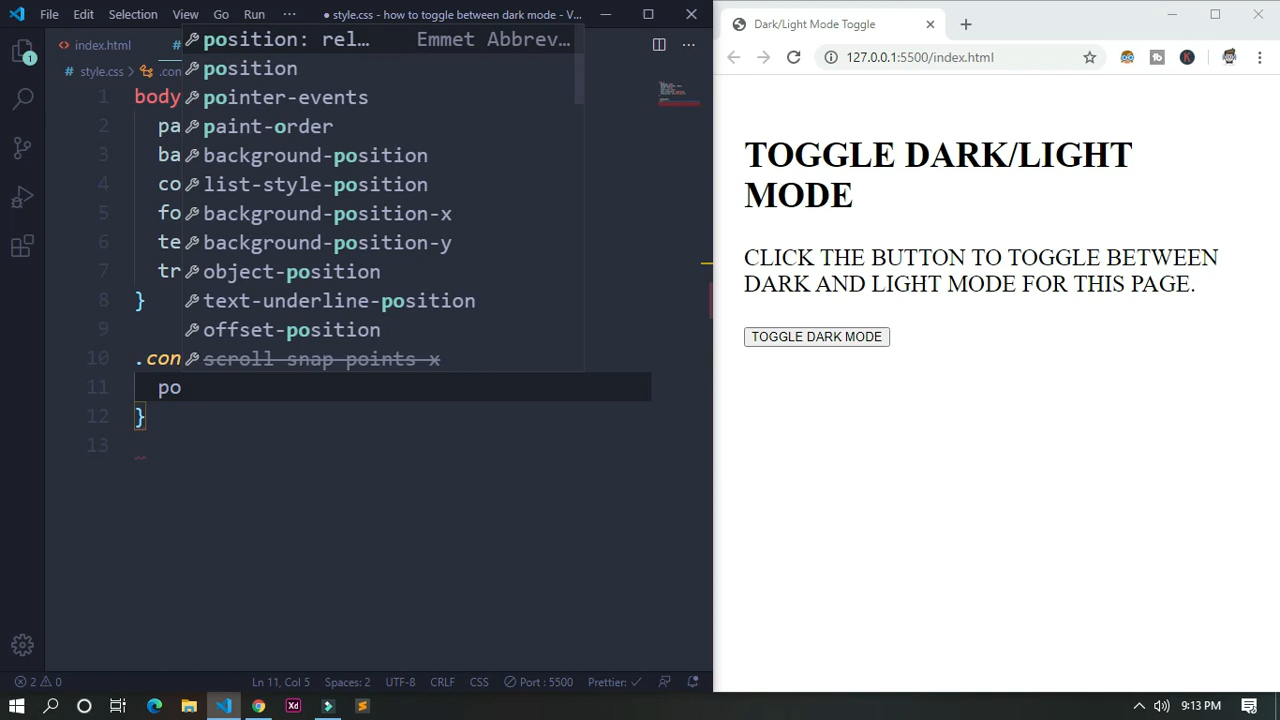 File Edit Selection View Go Run ··· ● style.css - how to toggle between dark mode - V...
index.html #
style.css .con
1 body
2 pa
3 ba
4 co
5 fo
6 te
7 tr
8 }
9
10 .con
11 po
12 }
13
position: rel… Emmet Abbrev…
position
pointer-events
paint-order
background-position
list-style-position
background-position-x
background-position-y
object-position
text-underline-position
offset-position
scroll-snap-points-x
2 0 Ln 11, Col 5 Spaces: 2 UTF-8 CRLF CSS Port : 5500 Prettier: ✓
Dark/Light Mode Toggle
127.0.0.1:5500/index.html
TOGGLE DARK/LIGHT
MODE
CLICK THE BUTTON TO TOGGLE BETWEEN
DARK AND LIGHT MODE FOR THIS PAGE.
TOGGLE DARK MODE
1
tb
K
Xd
9:13 PM